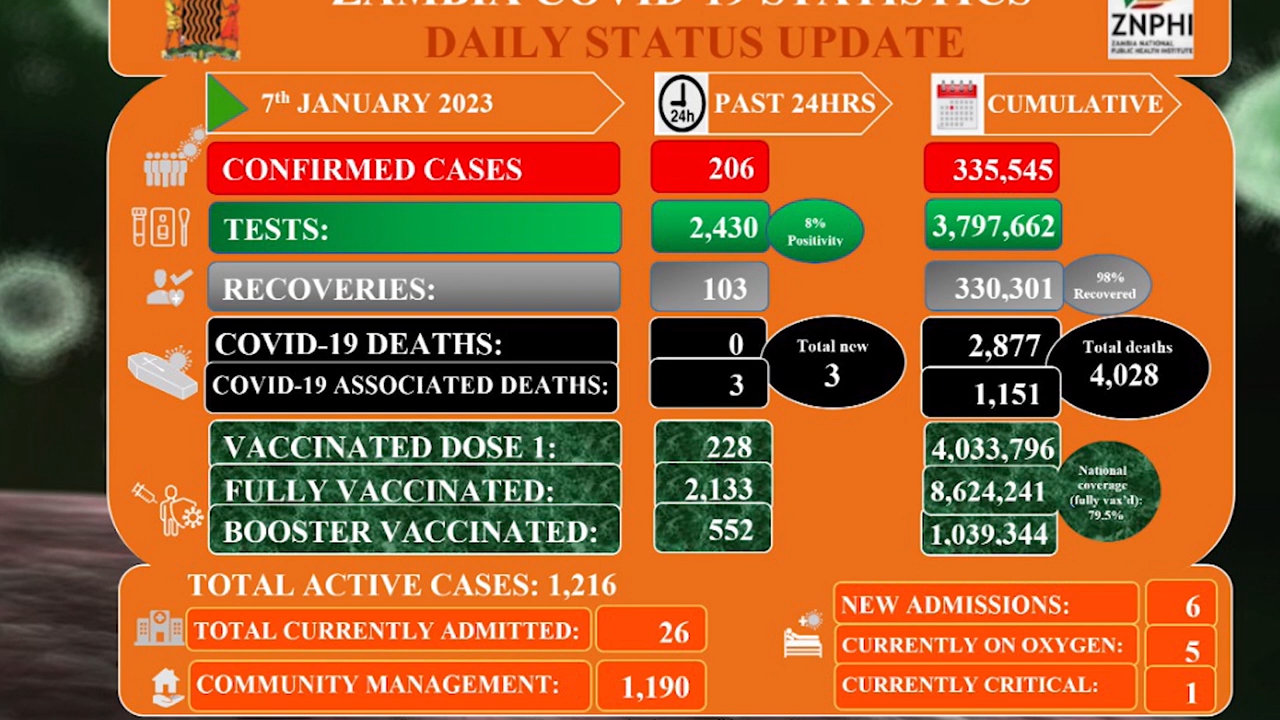 ZAMBIA COVID-19 STATISTICS
DAILY STATUS UPDATE
ZNPHI
ZAMBIA NATIONAL
PUBLIC HEALTH INSTITUTE
7th JANUARY 2023
24h
PAST 24HRS
CUMULATIVE
CONFIRMED CASES
206
335,545
TESTS:
2,430
8%
Positivity
3,797,662
RECOVERIES:
103
330,301
98%
Recovered
COVID-19 DEATHS:
0
2,877
COVID-19 ASSOCIATED DEATHS:
3
1,151
Total new
3
Total deaths
4,028
VACCINATED DOSE 1:
228
4,033,796
FULLY VACCINATED:
2,133
8,624,241
BOOSTER VACCINATED:
552
1,039,344
National
coverage
(fully vax'd):
79.5%
TOTAL ACTIVE CASES: 1,216
TOTAL CURRENTLY ADMITTED:
26
COMMUNITY MANAGEMENT:
1,190
NEW ADMISSIONS:
6
CURRENTLY ON OXYGEN:
5
CURRENTLY CRITICAL:
1